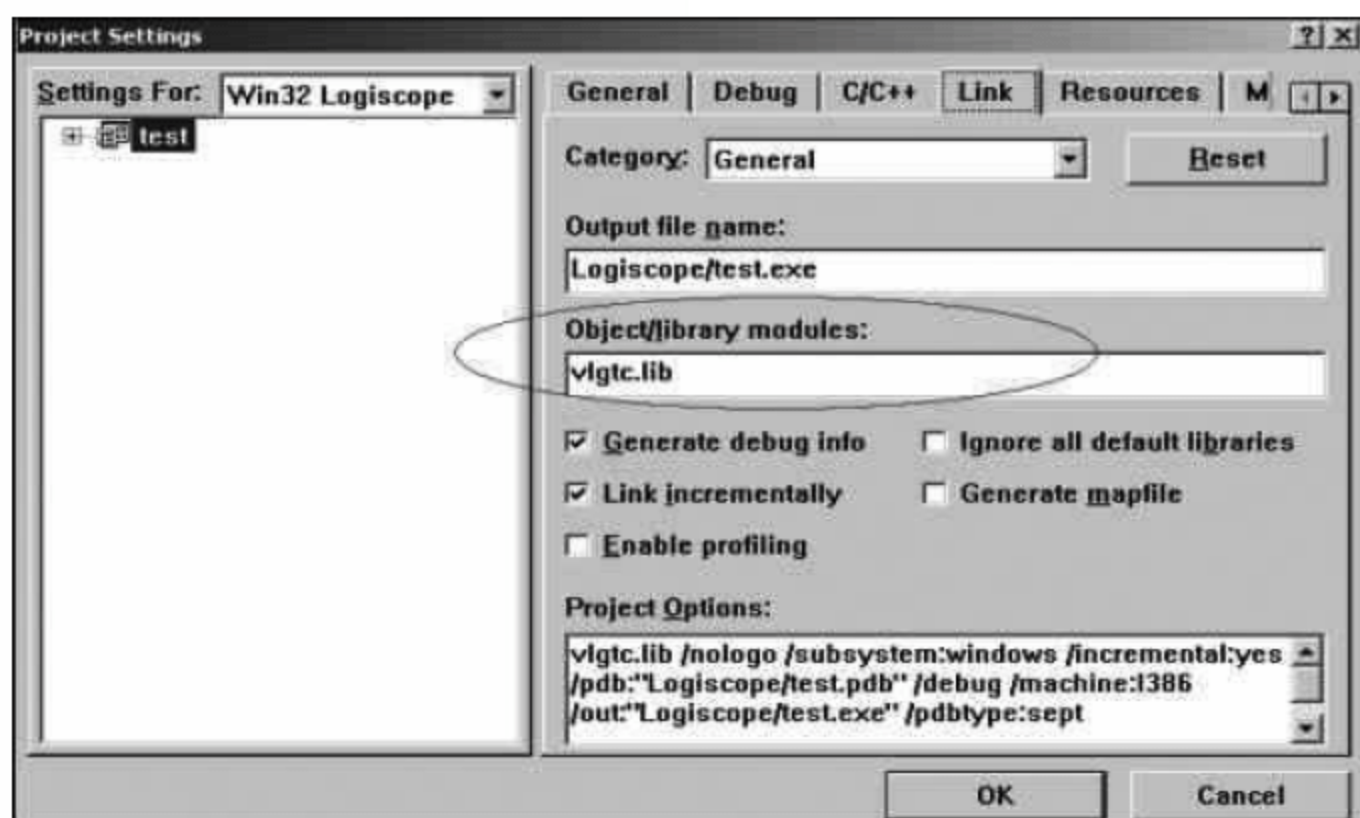 Project Settings
Settings For: Win32 Logiscope
test
General Debug C/C++ Link Resources M
Category: General Reset
Output file name:
Logiscope/test.exe
Object/library modules:
vlgtc.lib
Generate debug info Ignore all default libraries
Link incrementally Generate mapfile
Enable profiling
Project Options:
vlgtc.lib /nologo /subsystem:windows /incremental:yes
/pdb:"Logiscope/test.pdb" /debug /machine:I386
/out:"Logiscope/test.exe" /pdbtype:sept
OK Cancel